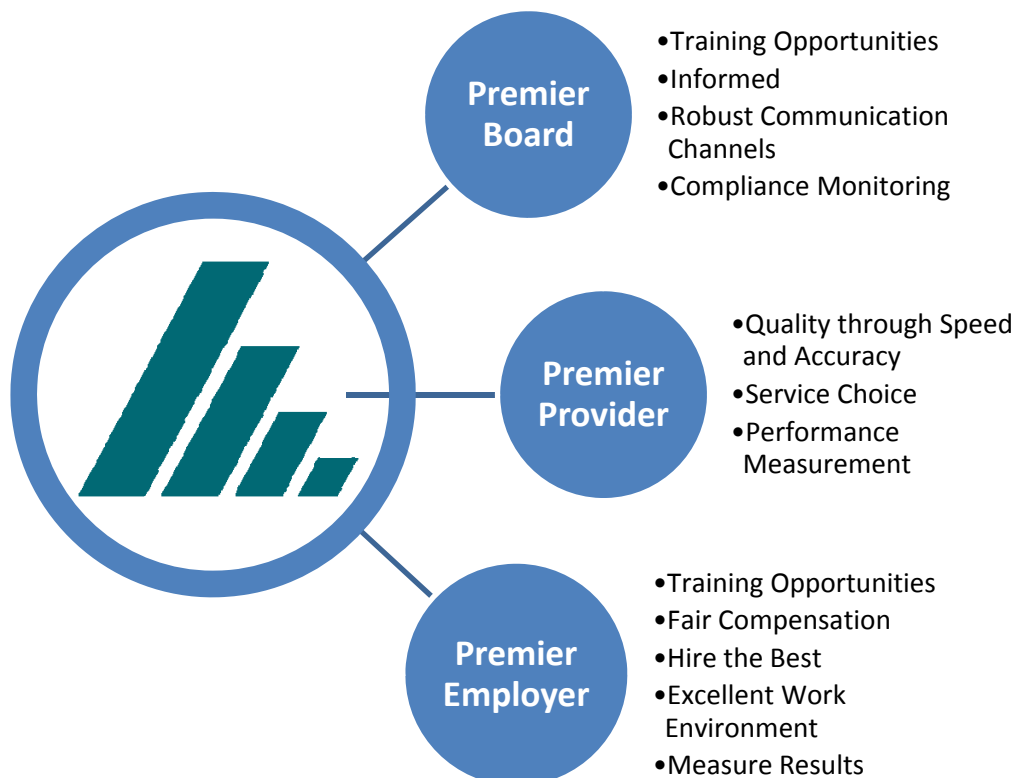 Premier
Board
•Training Opportunities
•Informed
•Robust Communication
Channels
•Compliance Monitoring
Premier
Provider
•Quality through Speed
and Accuracy
•Service Choice
•Performance
Measurement
Premier
Employer
•Training Opportunities
•Fair Compensation
•Hire the Best
•Excellent Work
Environment
•Measure Results